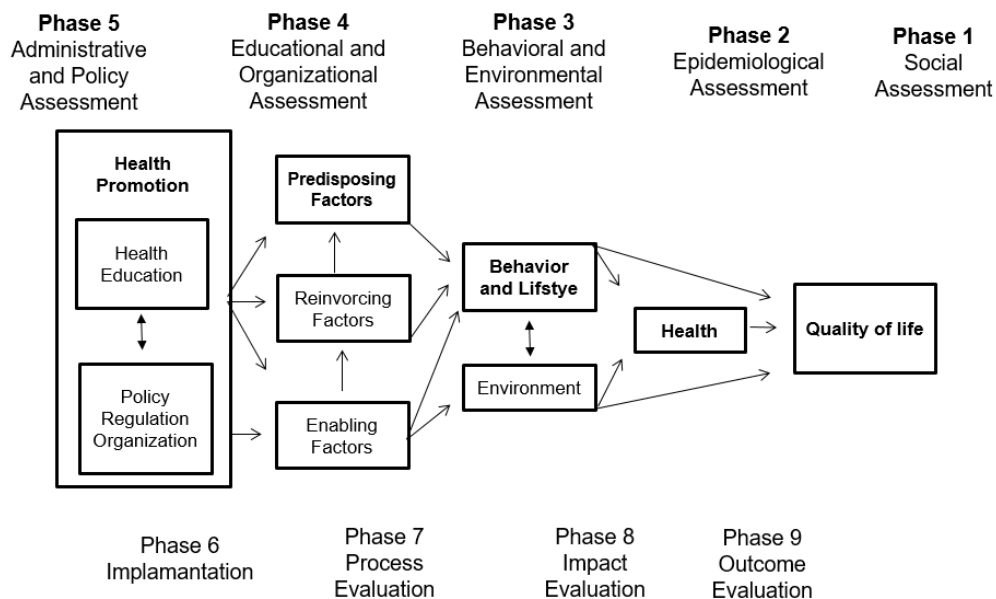 Phase 5
Administrative
and Policy
Assessment
Phase 4
Educational and
Organizational
Assessment
Phase 3
Behavioral and
Environmental
Assessment
Phase 2
Epidemiological
Assessment
Phase 1
Social
Assessment
Health
Promotion
Health
Education
Policy
Regulation
Organization
Predisposing
Factors
Reinvorcing
Factors
Enabling
Factors
Behavior
and Lifstye
Environment
Health
Quality of life
Phase 6
Implamantation
Phase 7
Process
Evaluation
Phase 8
Impact
Evaluation
Phase 9
Outcome
Evaluation